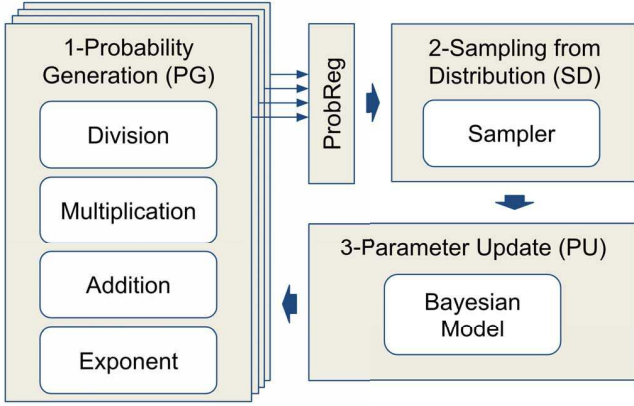 1-Probability
Generation (PG)
Division
Multiplication
Addition
Exponent
ProbReg
2-Sampling from
Distribution (SD)
Sampler
3-Parameter Update (PU)
Bayesian
Model